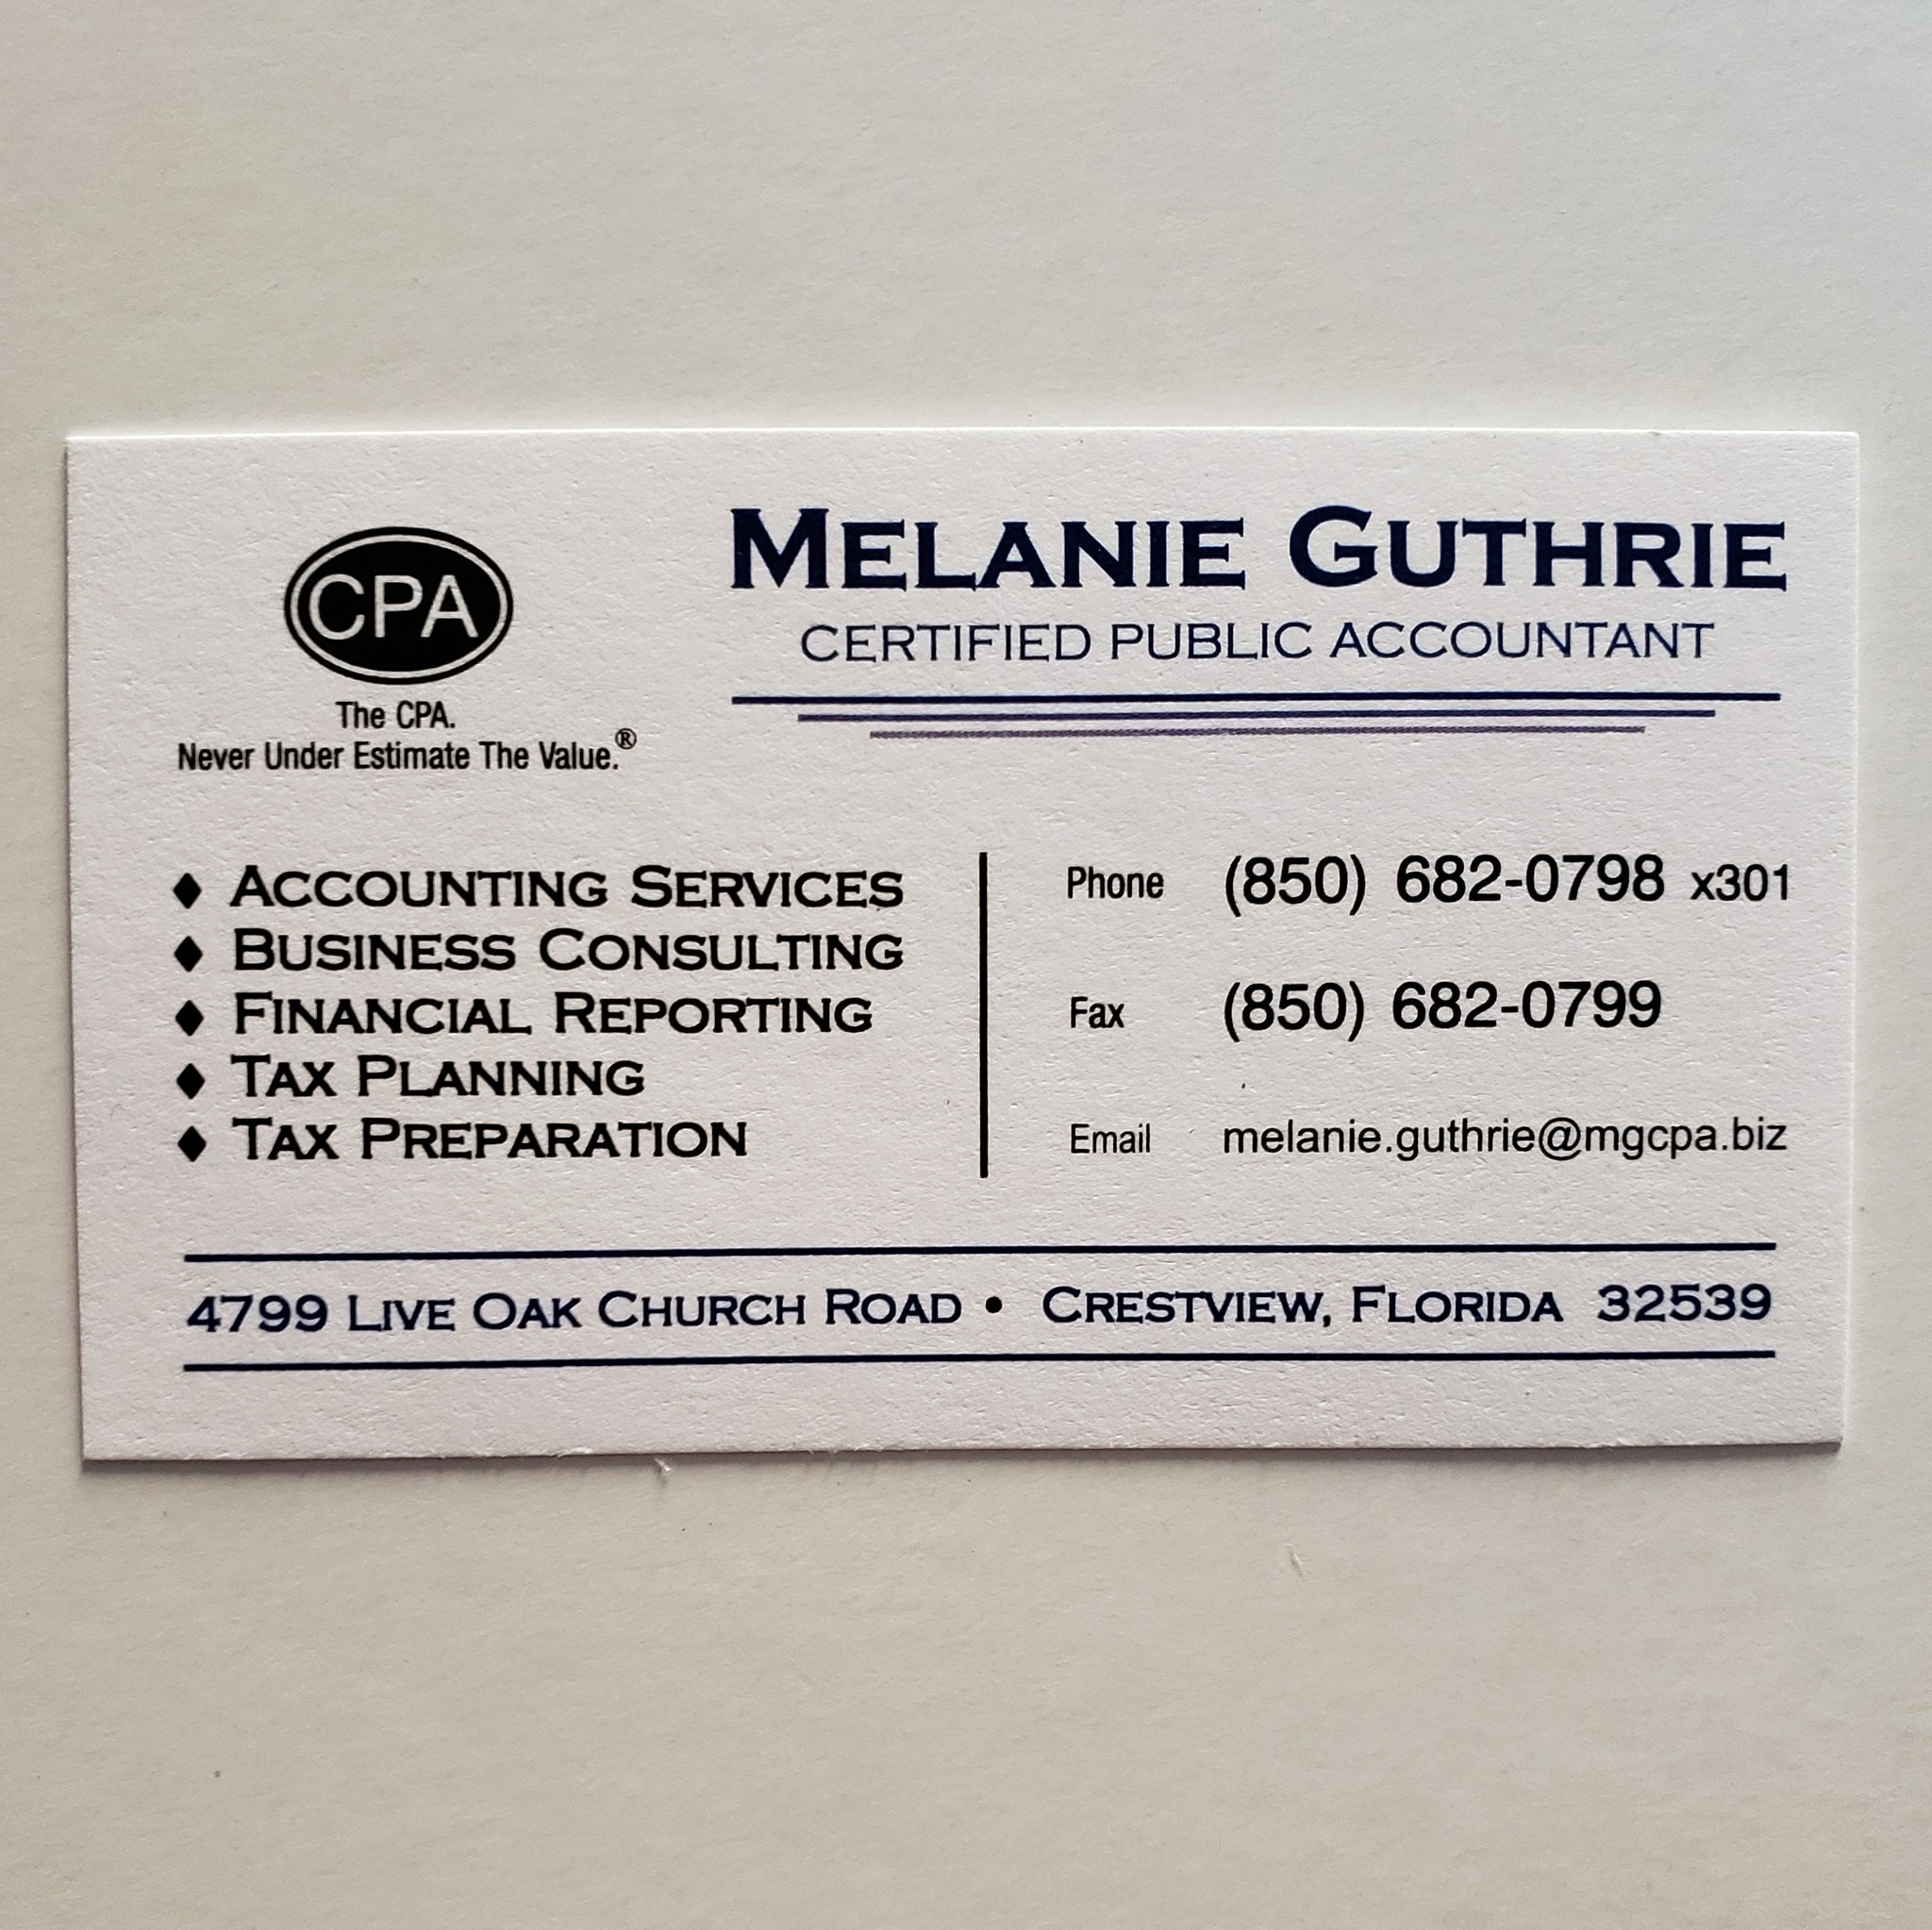 CPA
The CPA.
Never Under Estimate The Value.®
MELANIE GUTHRIE
CERTIFIED PUBLIC ACCOUNTANT
♦ ACCOUNTING SERVICES
♦ BUSINESS CONSULTING
♦ FINANCIAL REPORTING
♦ TAX PLANNING
♦ TAX PREPARATION
Phone (850) 682-0798 x301
Fax (850) 682-0799
Email melanie.guthrie@mgcpa.biz
4799 LIVE OAK CHURCH ROAD • CRESTVIEW, FLORIDA 32539